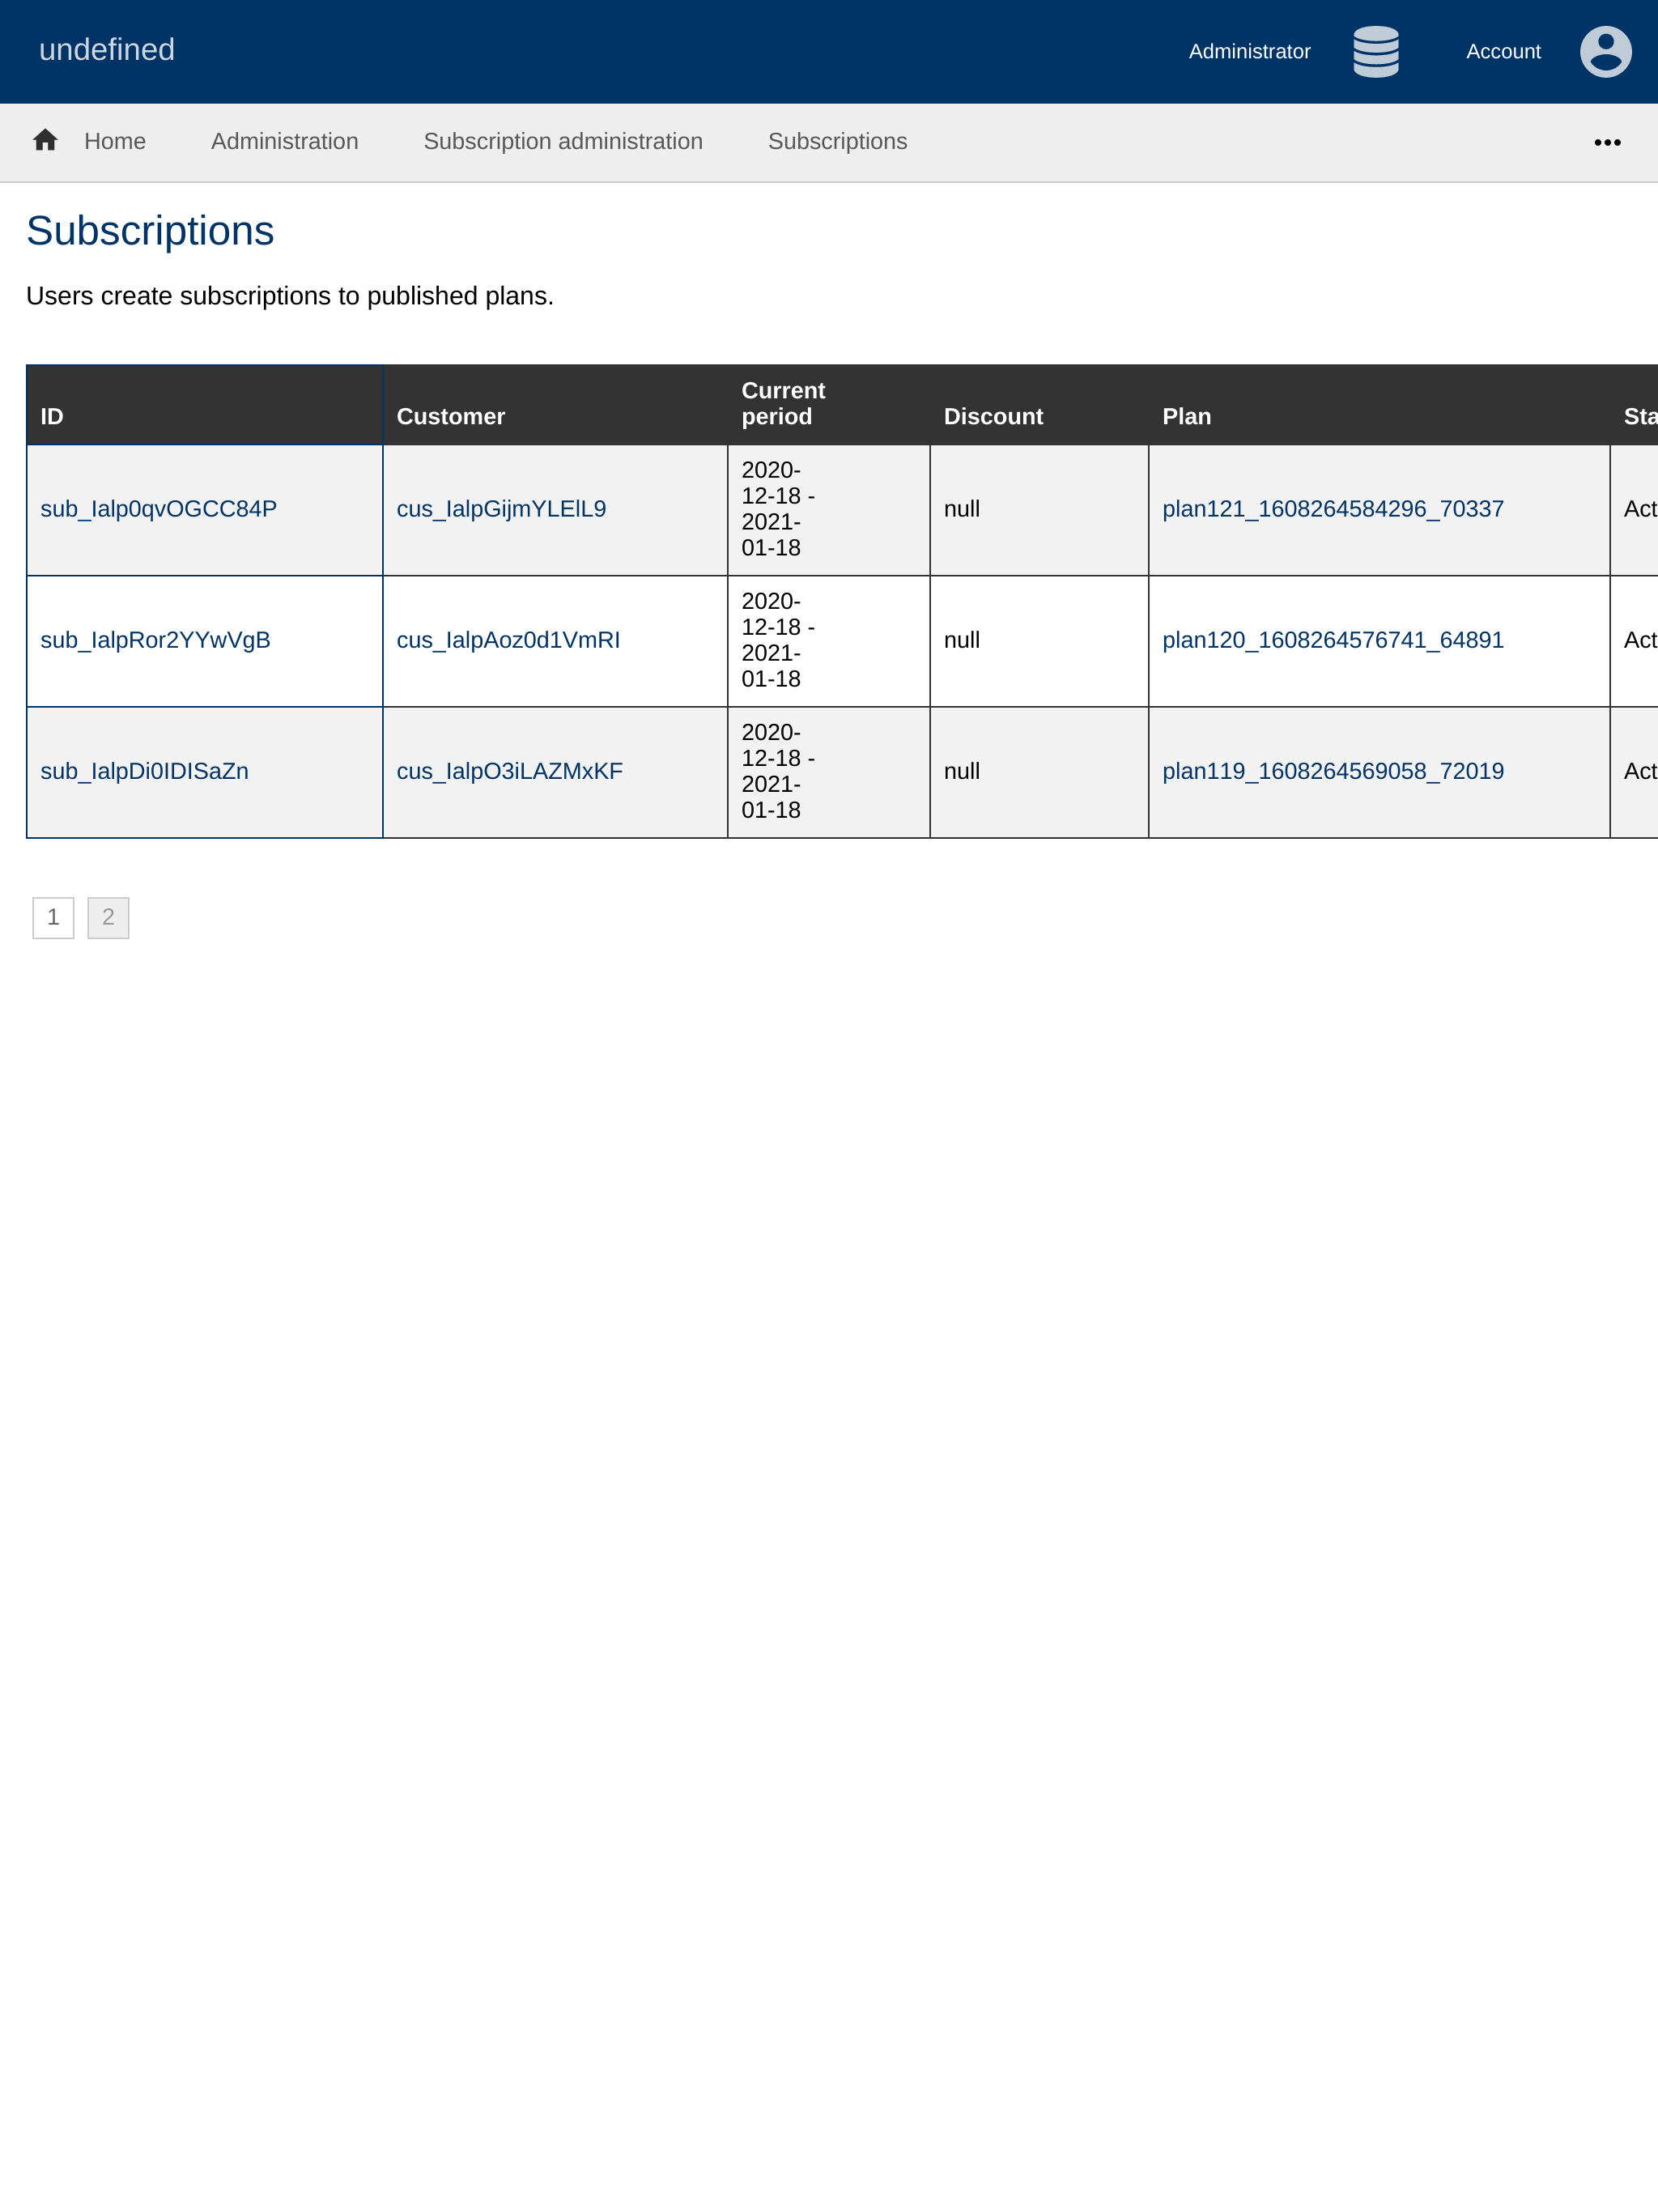 undefined
Administrator
Account
Home Administration Subscription administration Subscriptions
•••
Subscriptions
Users create subscriptions to published plans.
ID Customer Current period Discount Plan Sta
sub_Ialp0qvOGCC84P cus_IalpGijmYLElL9 2020-12-18 - 2021-01-18 null plan121_1608264584296_70337 Act
sub_IalpRor2YYwVgB cus_IalpAoz0d1VmRI 2020-12-18 - 2021-01-18 null plan120_1608264576741_64891 Act
sub_IalpDi0IDISaZn cus_IalpO3iLAZMxKF 2020-12-18 - 2021-01-18 null plan119_1608264569058_72019 Act
1 2